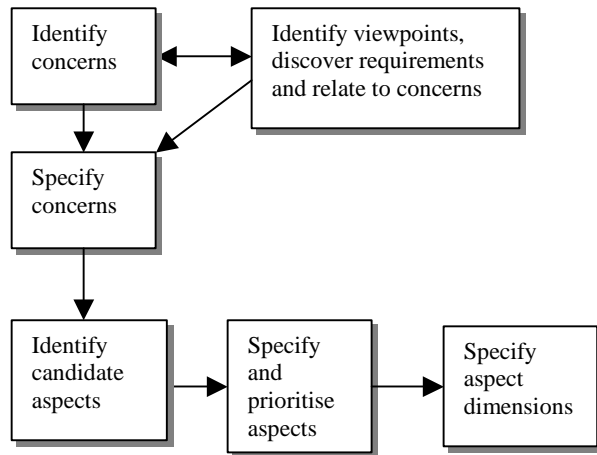 Identify
concerns
Identify viewpoints,
discover requirements
and relate to concerns
Specify
concerns
Identify
candidate
aspects
Specify
and
prioritise
aspects
Specify
aspect
dimensions